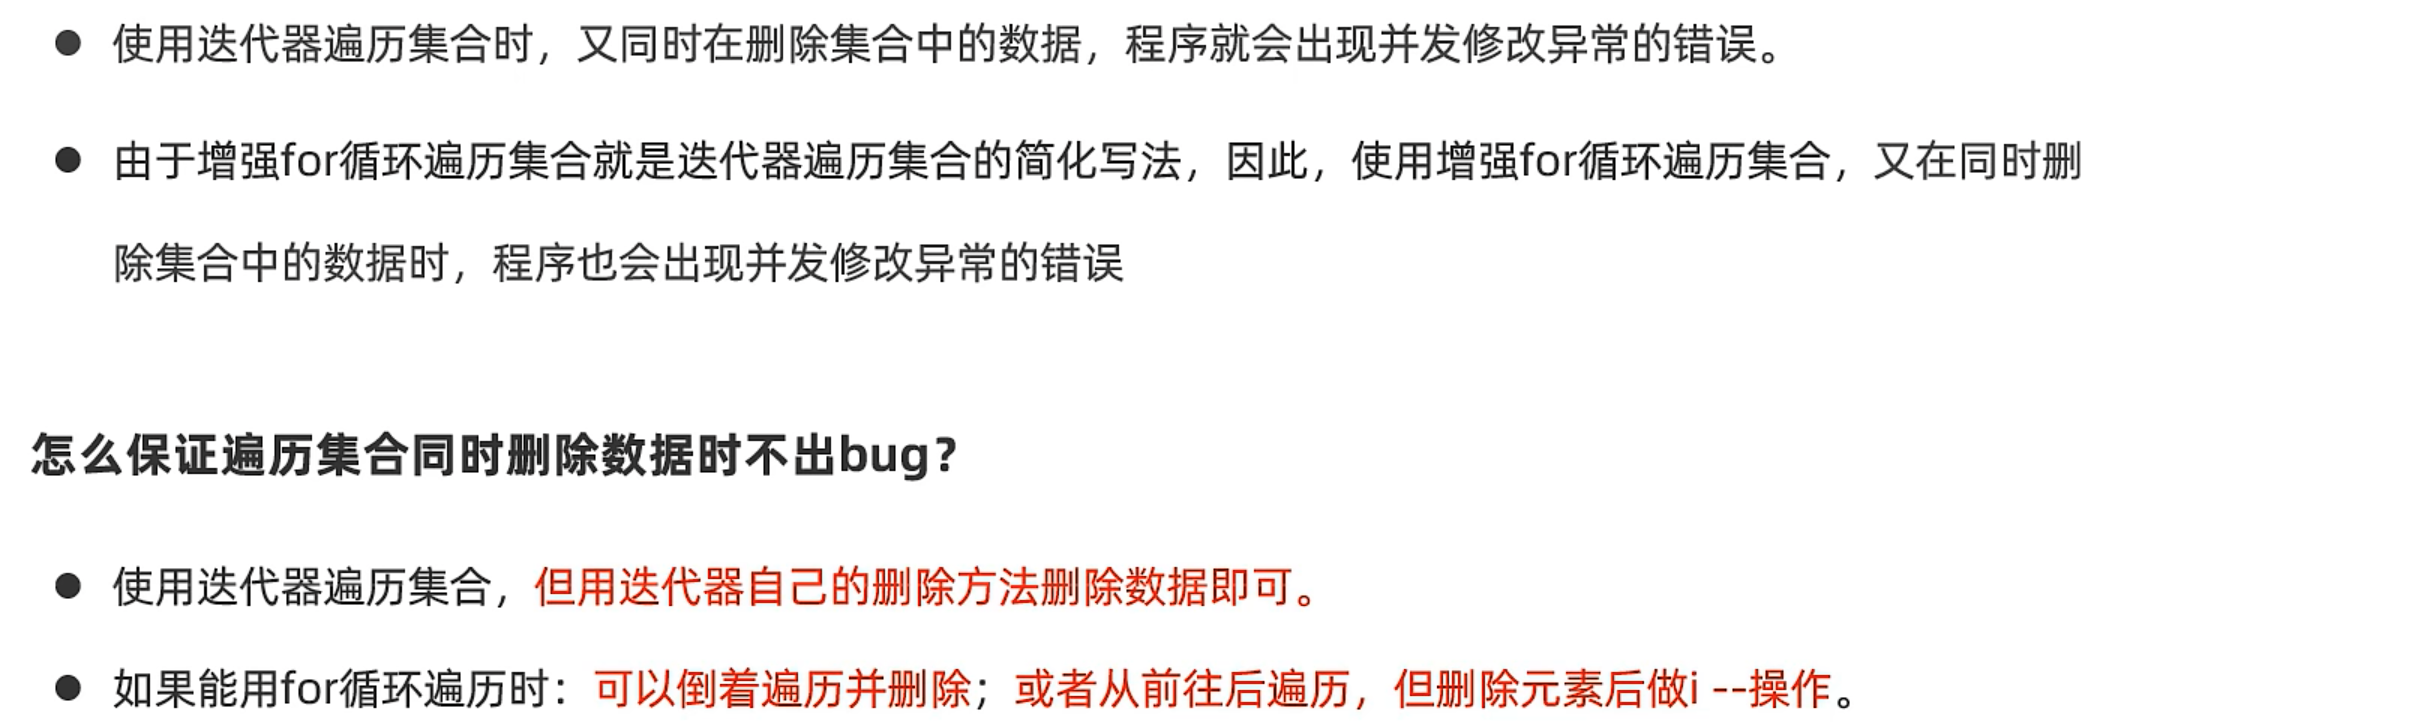 ● 使用迭代器遍历集合时，又同时在删除集合中的数据，程序就会出现并发修改异常的错误。
● 由于增强for循环遍历集合就是迭代器遍历集合的简化写法，因此，使用增强for循环遍历集合，又在同时删
除集合中的数据时，程序也会出现并发修改异常的错误
怎么保证遍历集合同时删除数据时不出bug？
● 使用迭代器遍历集合，但用迭代器自己的删除方法删除数据即可。
● 如果能用for循环遍历时：可以倒着遍历并删除；或者从前往后遍历，但删除元素后做i --操作。